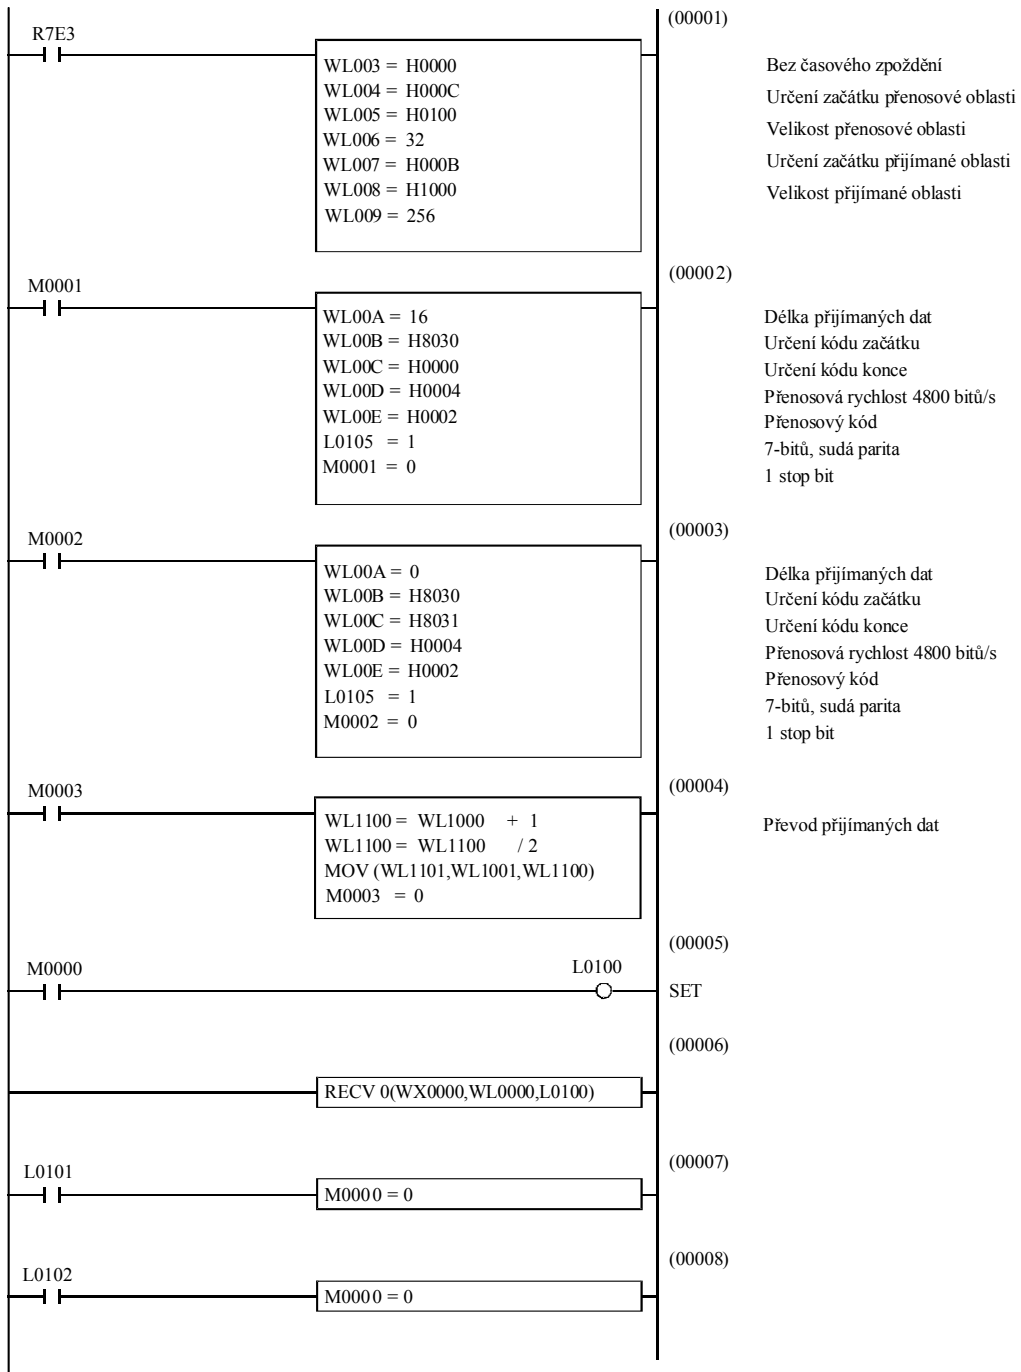 (00001)
R7E3
WL003 = H0000
WL004 = H000C
WL005 = H0100
WL006 = 32
WL007 = H000B
WL008 = H1000
WL009 = 256
Bez časového zpoždění
Určení začátku přenosové oblasti
Velikost přenosové oblasti
Určení začátku přijímané oblasti
Velikost přijímané oblasti
(00002)
M0001
WL00A = 16
WL00B = H8030
WL00C = H0000
WL00D = H0004
WL00E = H0002
L0105 = 1
M0001 = 0
Délka přijímaných dat
Určení kódu začátku
Určení kódu konce
Přenosová rychlost 4800 bitů/s
Přenosový kód
7-bitů, sudá parita
1 stop bit
(00003)
M0002
WL00A = 0
WL00B = H8030
WL00C = H8031
WL00D = H0004
WL00E = H0002
L0105 = 1
M0002 = 0
Délka přijímaných dat
Určení kódu začátku
Určení kódu konce
Přenosová rychlost 4800 bitů/s
Přenosový kód
7-bitů, sudá parita
1 stop bit
(00004)
M0003
WL1100 = WL1000 + 1
WL1100 = WL1100 / 2
MOV (WL1101,WL1001,WL1100)
M0003 = 0
Převod přijímaných dat
(00005)
M0000
L0100
SET
(00006)
RECV 0(WX0000,WL0000,L0100)
(00007)
L0101
M0000 = 0
(00008)
L0102
M0000 = 0